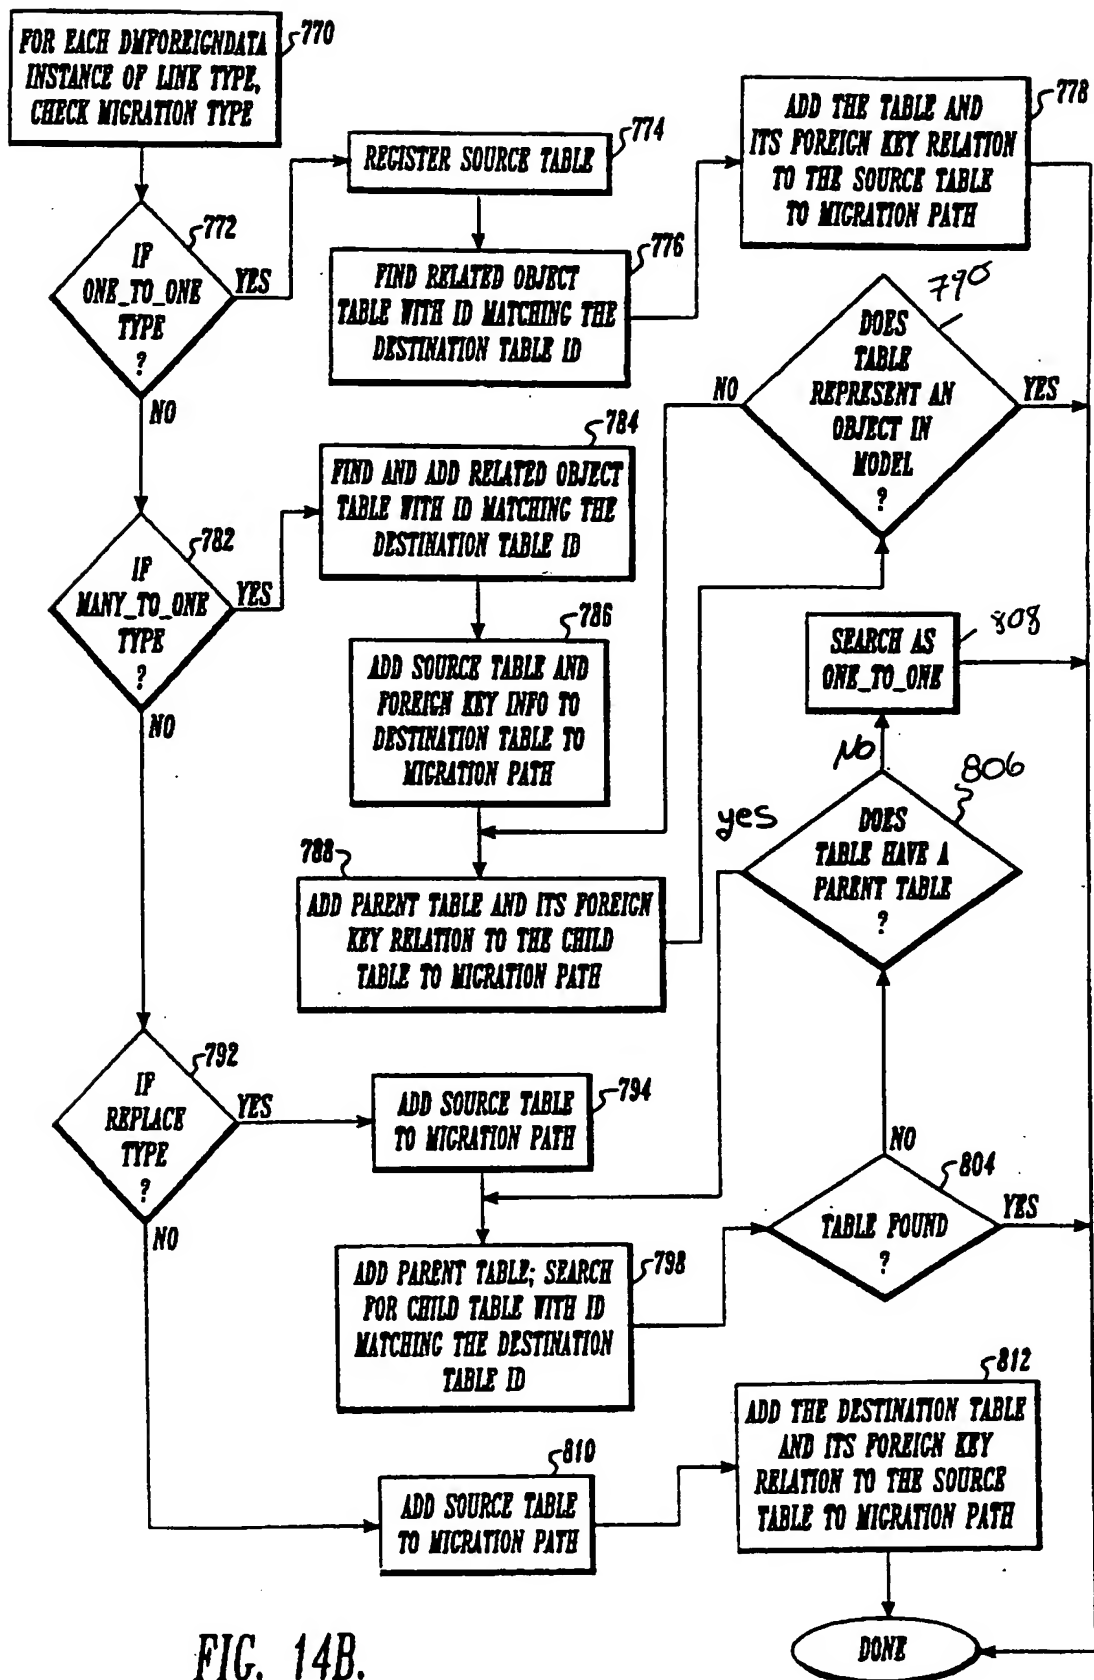 FOR EACH DMFOREIGNDATA
INSTANCE OF LINK TYPE,
CHECK MIGRATION TYPE
770
IF
ONE_TO_ONE
TYPE
?
772
YES
NO
REGISTER SOURCE TABLE
774
FIND RELATED OBJECT
TABLE WITH ID MATCHING THE
DESTINATION TABLE ID
776
ADD THE TABLE AND
ITS FOREIGN KEY RELATION
TO THE SOURCE TABLE
TO MIGRATION PATH
778
IF
MANY_TO_ONE
TYPE
?
782
YES
NO
FIND AND ADD RELATED OBJECT
TABLE WITH ID MATCHING THE
DESTINATION TABLE ID
784
ADD SOURCE TABLE AND
FOREIGN KEY INFO TO
DESTINATION TABLE TO
MIGRATION PATH
786
788
ADD PARENT TABLE AND ITS FOREIGN
KEY RELATION TO THE CHILD
TABLE TO MIGRATION PATH
DOES
TABLE
REPRESENT AN
OBJECT IN
MODEL
?
790
NO
YES
IF
REPLACE
TYPE
?
792
YES
NO
ADD SOURCE TABLE
TO MIGRATION PATH
794
ADD PARENT TABLE; SEARCH
FOR CHILD TABLE WITH ID
MATCHING THE DESTINATION
TABLE ID
798
TABLE FOUND
?
804
YES
NO
DOES
TABLE HAVE A
PARENT TABLE
?
806
yes
No
SEARCH AS
ONE_TO_ONE
808
ADD SOURCE TABLE
TO MIGRATION PATH
810
ADD THE DESTINATION TABLE
AND ITS FOREIGN KEY
RELATION TO THE SOURCE
TABLE TO MIGRATION PATH
812
DONE
FIG. 14B.